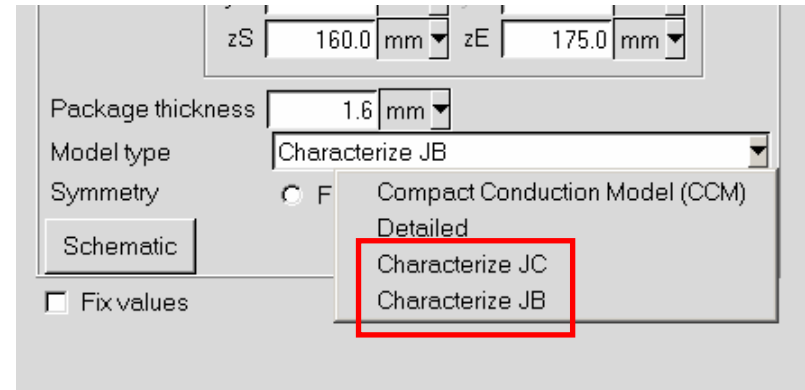 zS 160.0 mm zE 175.0 mm
Package thickness 1.6 mm
Model type Characterize JB
Symmetry F
Compact Conduction Model (CCM)
Detailed
Schematic
Characterize JC
Characterize JB
Fix values